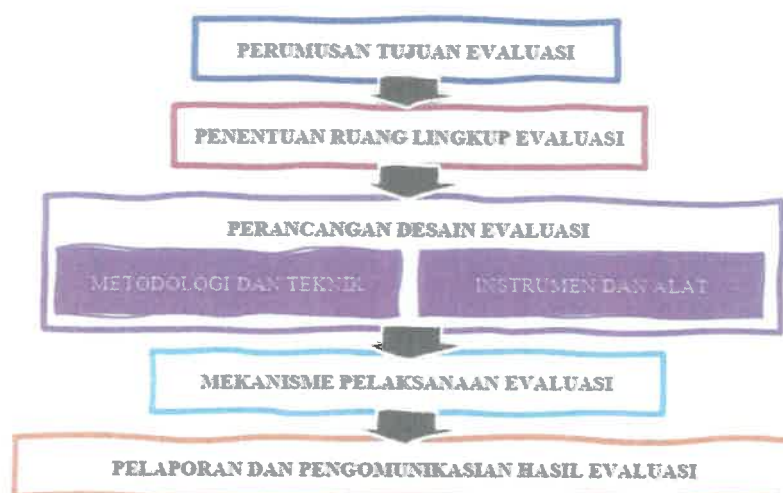 PERUMUSAN TUJUAN EVALUASI
PENENTUAN RUANG LINGKUP EVALUASI
PERANCANGAN DESAIN EVALUASI
METODOLOGI DAN TEKNIK
INSTRUMEN DAN ALAT
MEKANISME PELAKSANAAN EVALUASI
PELAPORAN DAN PENGOMUNIKASIAN HASIL EVALUASI